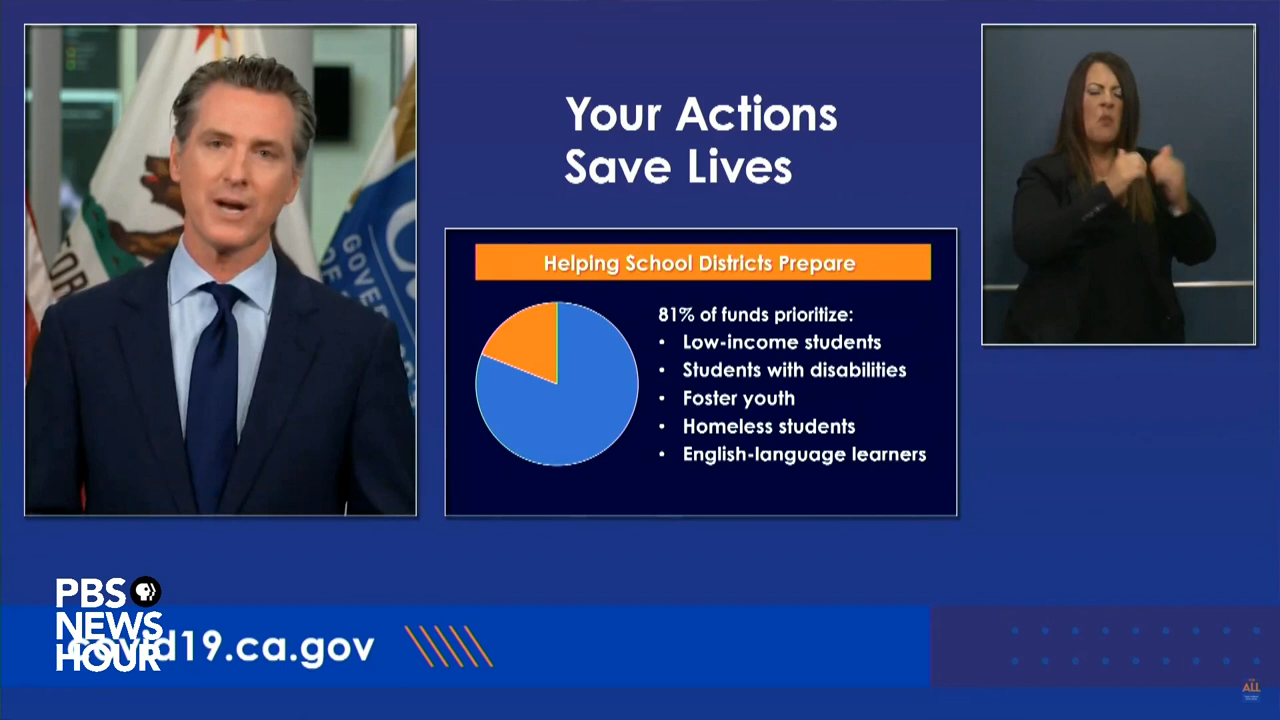 Your Actions
Save Lives
Helping School Districts Prepare
81% of funds prioritize:
• Low-income students
• Students with disabilities
• Foster youth
• Homeless students
• English-language learners
PBS
NEWS
HOUR
covid19.ca.gov
ALL